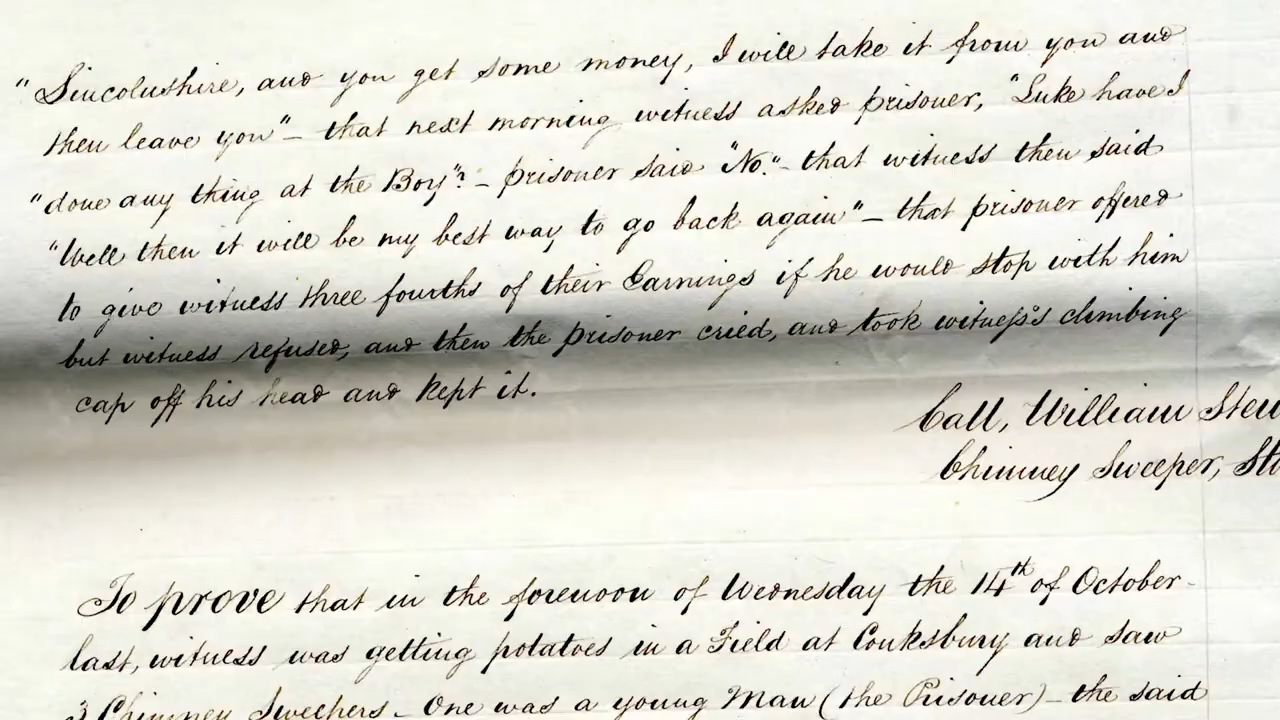 "Lincolnshire, and you get some money, I will take it from you and
then leave you" – that next morning witness asked prisoner, "Luke have I
"done any thing at the Boy"? – prisoner said "No." – that witness then said
"Well then it will be my best way to go back again" – that prisoner offered
to give witness three fourths of their Earnings if he would stop with him
but witness refused, and then the prisoner cried, and took witness's climbing
cap off his head and kept it.
Call, William
Chimney Sweeper,
To prove that in the forenoon of Wednesday the 14th of October
last, witness was getting potatoes in a Field at Conksbury and saw
3 Chimney Sweepers – One was a young Man (the Prisoner) – the said